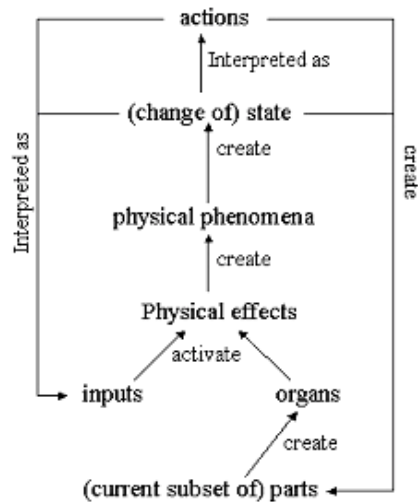 actions
Interpreted as
(change of) state
create
Interpreted as
create
physical phenomena
create
Physical effects
activate
inputs
organs
create
(current subset of) parts